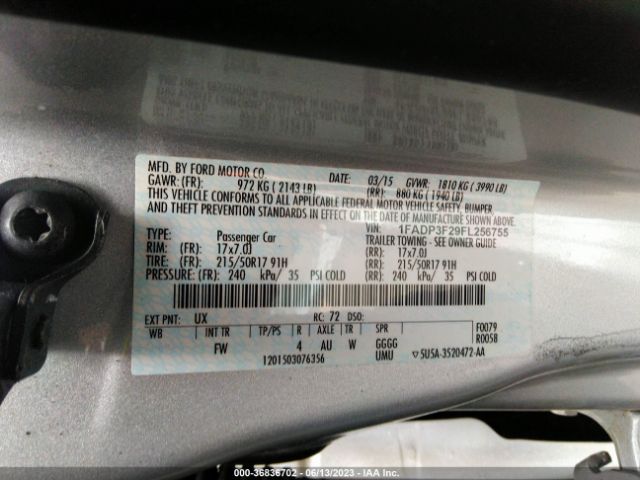 MFD. BY FORD MOTOR CO.
DATE: 03/15 GVWR: 1810 KG ( 3990 LB)
GAWR: (FR): 972 KG ( 2143 LB) (RR): 880 KG ( 1940 LB)
THIS VEHICLE CONFORMS TO ALL APPLICABLE FEDERAL MOTOR VEHICLE SAFETY, BUMPER,
AND THEFT PREVENTION STANDARDS IN EFFECT ON THE DATE OF MANUFACTURE SHOWN ABOVE.
VIN: 1FADP3F29FL256755
TYPE: Passenger Car TRAILER TOWING - SEE OWNER GUIDE
RIM: (FR): 17x7.0J (RR): 17x7.0J
TIRE: (FR): 215/50R17 91H (RR): 215/50R17 91H
PRESSURE: (FR): 240 kPa/ 35 PSI COLD (RR): 240 kPa/ 35 PSI COLD
EXT PNT: UX RC: 72 DSO: F0079
WB INT TR TP/PS R AXLE TR SPR R0058
FW 4 AU W GGGG
1201503076356 UMU 5U5A-3520472-AA
000-36836702 - 06/13/2023 - IAA Inc.